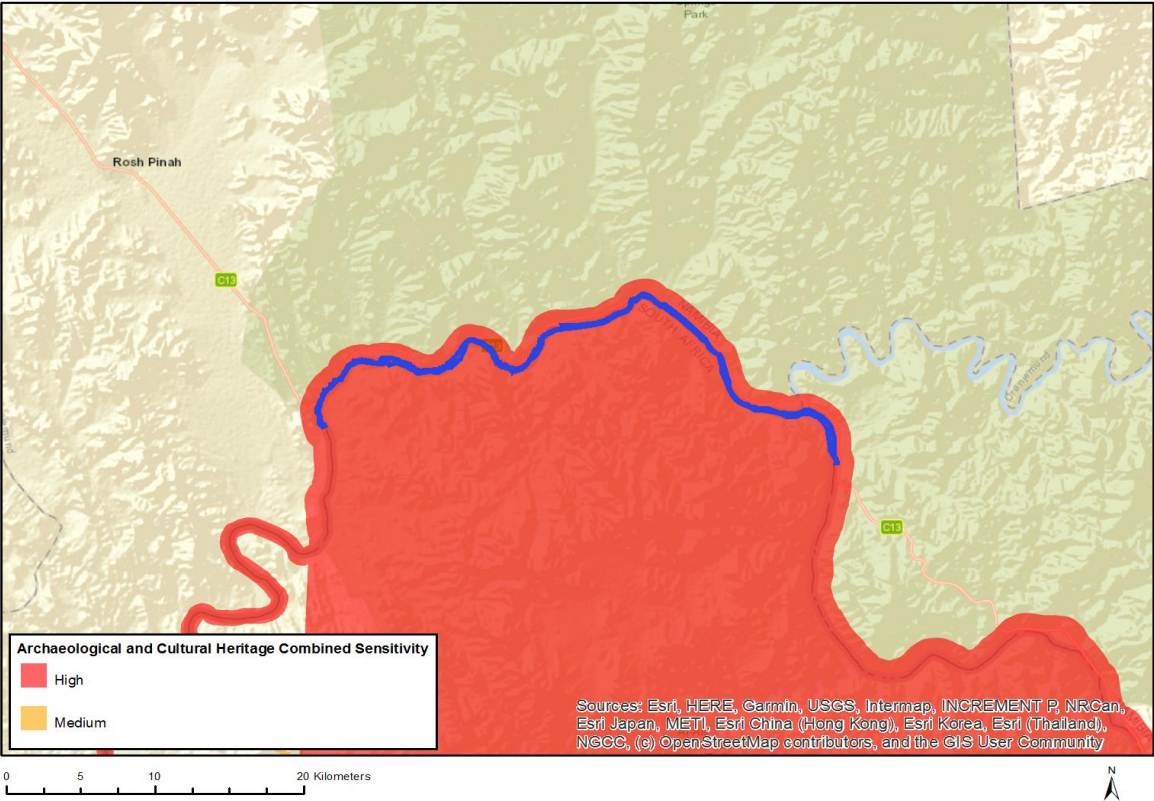 Park
Rosh Pinah
C13
NAMIBIA
SOUTH AFRICA
Oranjemund
C13
Archaeological and Cultural Heritage Combined Sensitivity
High
Medium
Sources: Esri, HERE, Garmin, USGS, Intermap, INCREMENT P, NRCan,
Esri Japan, METI, Esri China (Hong Kong), Esri Korea, Esri (Thailand),
NGCC, (c) OpenStreetMap contributors, and the GIS User Community
0 5 10 20 Kilometers
N